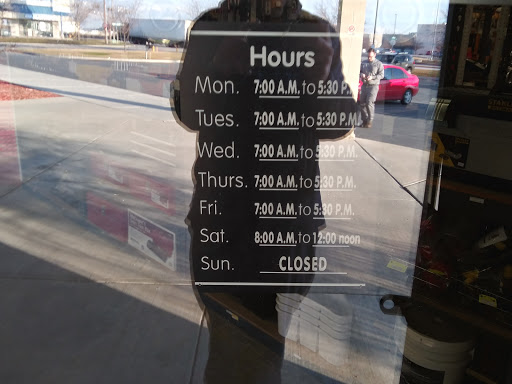 Hours
Mon. 7:00 A.M. to 5:30 P.M.
Tues. 7:00 A.M. to 5:30 P.M.
Wed. 7:00 A.M. to 5:30 P.M.
Thurs. 7:00 A.M. to 5:30 P.M.
Fri. 7:00 A.M. to 5:30 P.M.
Sat. 8:00 A.M. to 12:00 noon
Sun. CLOSED